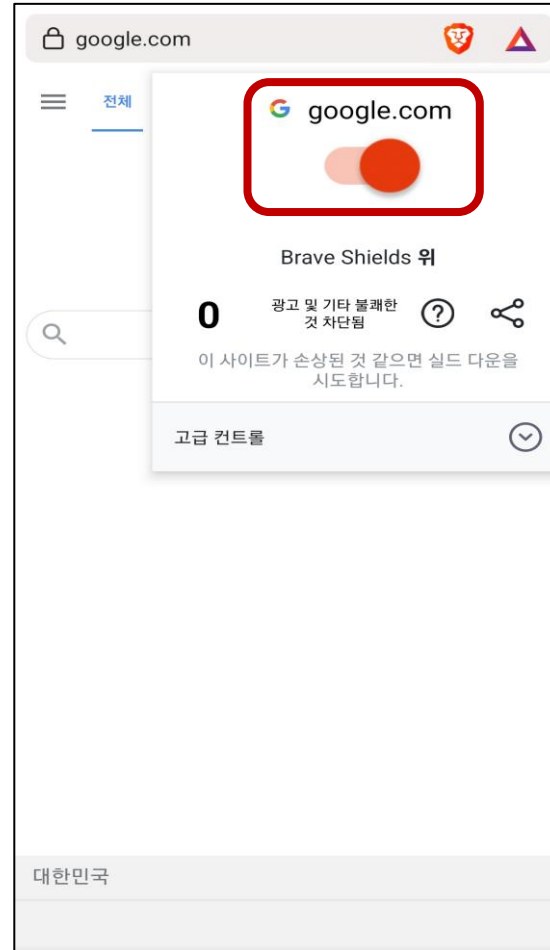 google.com
전체
google.com
Brave Shields 위
0
광고 및 기타 불쾌한
것 차단됨
이 사이트가 손상된 것 같으면 실드 다운을
시도합니다.
고급 컨트롤
대한민국